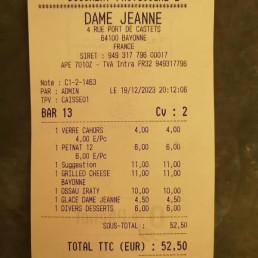 DAME JEANNE
4 RUE PORT DE CASTETS
64100 BAYONNE
FRANCE
SIRET : 949 317 796 00017
APE 7010Z - TVA Intra FR32 949317796
Note : C1-2-1463
PAR : ADMIN LE 19/12/2023 20:12:06
TPV : CAISSE01
BAR 13 Cv : 2
1 VERRE CAHORS 4,00 4,00
4,00 E/Pc
1 PETNAT 12 6,00 6,00
6,00 E/Pc
1 Suggestion 11,00 11,00
1 GRILLED CHEESE 11,00 11,00
BAYONNE
1 OSSAU IRATY 10,00 10,00
1 GLACE DAME JEANNE 4,50 4,50
1 DIVERS DESSERTS 6,00 6,00
SOUS-TOTAL : 52,50
TOTAL TTC (EUR) : 52,50